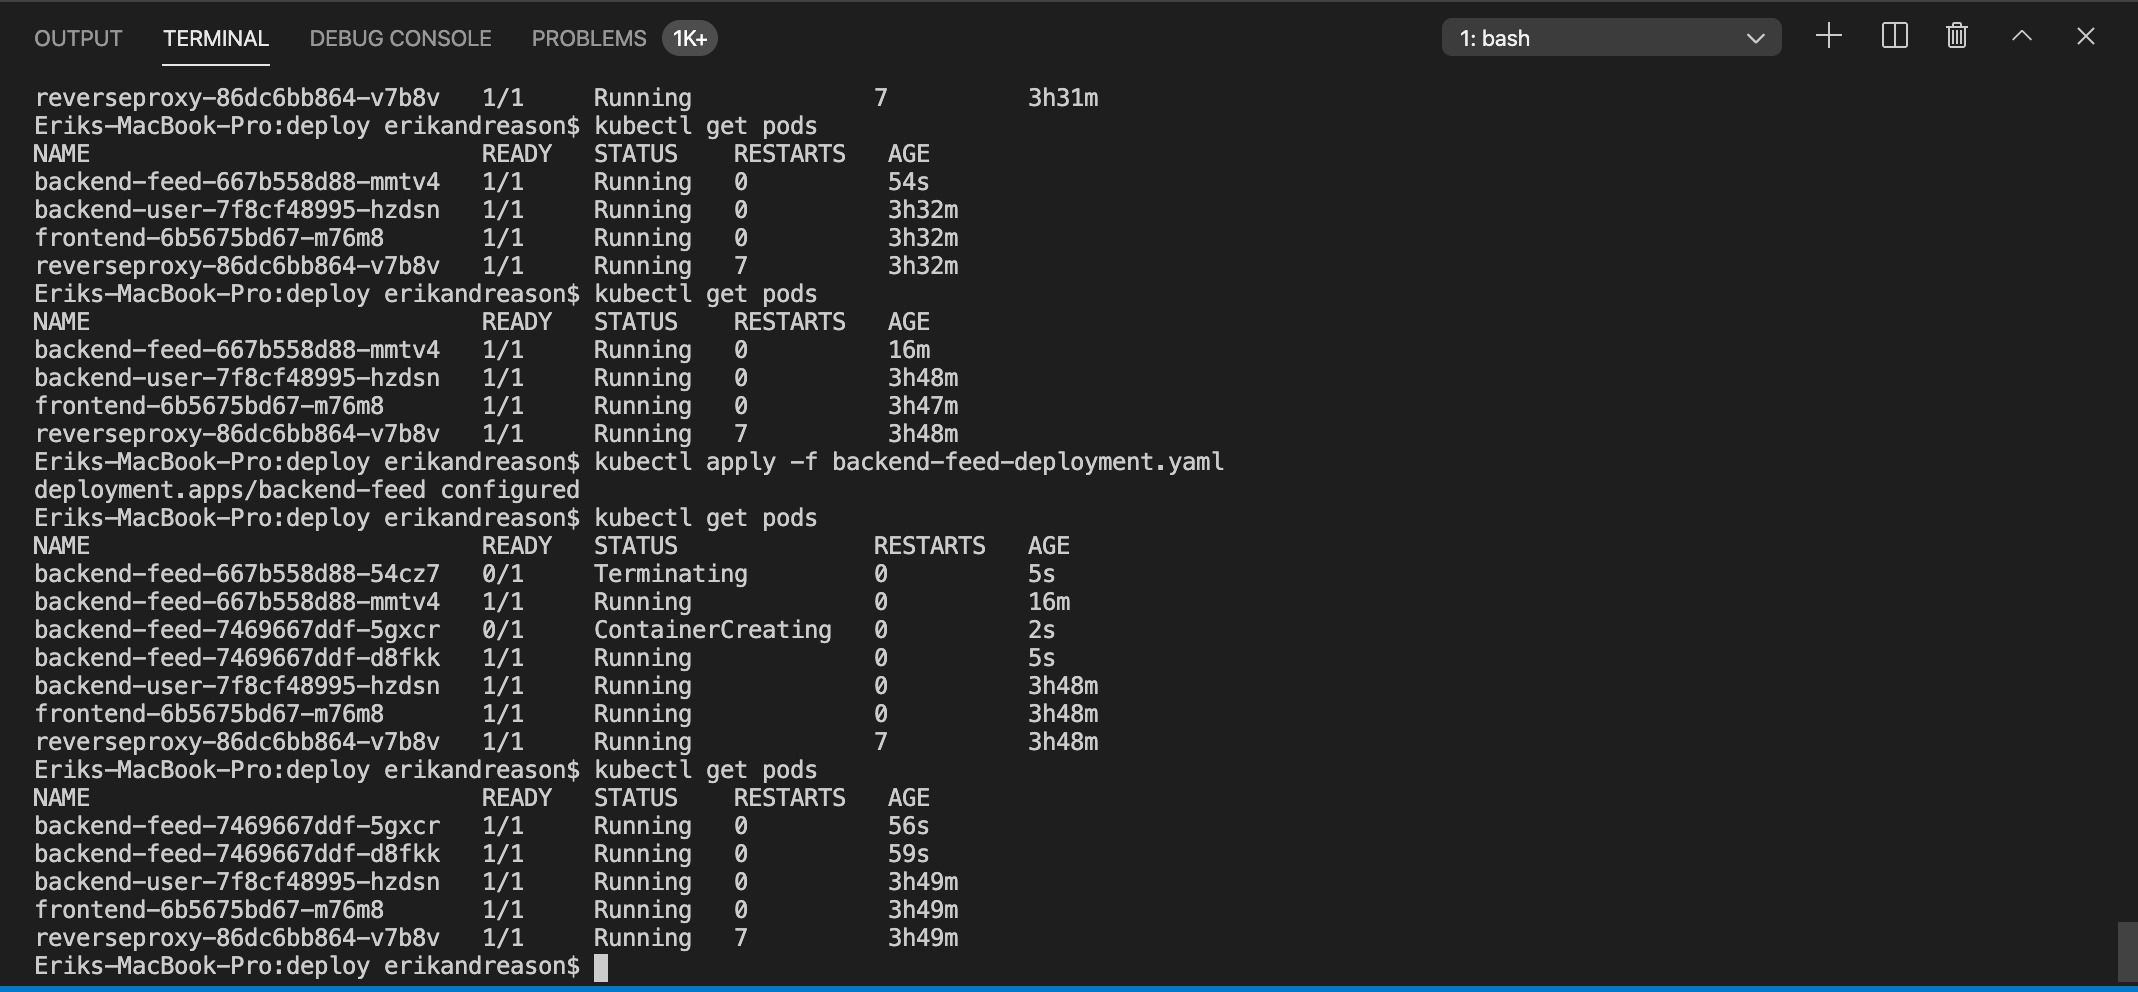 OUTPUT TERMINAL DEBUG CONSOLE PROBLEMS 1K+ 1: bash
reverseproxy-86dc6bb864-v7b8v 1/1 Running 7 3h31m
Eriks-MacBook-Pro:deploy erikandreason$ kubectl get pods
NAME READY STATUS RESTARTS AGE
backend-feed-667b558d88-mmtv4 1/1 Running 0 54s
backend-user-7f8cf48995-hzdsn 1/1 Running 0 3h32m
frontend-6b5675bd67-m76m8 1/1 Running 0 3h32m
reverseproxy-86dc6bb864-v7b8v 1/1 Running 7 3h32m
Eriks-MacBook-Pro:deploy erikandreason$ kubectl get pods
NAME READY STATUS RESTARTS AGE
backend-feed-667b558d88-mmtv4 1/1 Running 0 16m
backend-user-7f8cf48995-hzdsn 1/1 Running 0 3h48m
frontend-6b5675bd67-m76m8 1/1 Running 0 3h47m
reverseproxy-86dc6bb864-v7b8v 1/1 Running 7 3h48m
Eriks-MacBook-Pro:deploy erikandreason$ kubectl apply -f backend-feed-deployment.yaml
deployment.apps/backend-feed configured
Eriks-MacBook-Pro:deploy erikandreason$ kubectl get pods
NAME READY STATUS RESTARTS AGE
backend-feed-667b558d88-54cz7 0/1 Terminating 0 5s
backend-feed-667b558d88-mmtv4 1/1 Running 0 16m
backend-feed-7469667ddf-5gxcr 0/1 ContainerCreating 0 2s
backend-feed-7469667ddf-d8fkk 1/1 Running 0 5s
backend-user-7f8cf48995-hzdsn 1/1 Running 0 3h48m
frontend-6b5675bd67-m76m8 1/1 Running 0 3h48m
reverseproxy-86dc6bb864-v7b8v 1/1 Running 7 3h48m
Eriks-MacBook-Pro:deploy erikandreason$ kubectl get pods
NAME READY STATUS RESTARTS AGE
backend-feed-7469667ddf-5gxcr 1/1 Running 0 56s
backend-feed-7469667ddf-d8fkk 1/1 Running 0 59s
backend-user-7f8cf48995-hzdsn 1/1 Running 0 3h49m
frontend-6b5675bd67-m76m8 1/1 Running 0 3h49m
reverseproxy-86dc6bb864-v7b8v 1/1 Running 7 3h49m
Eriks-MacBook-Pro:deploy erikandreason$